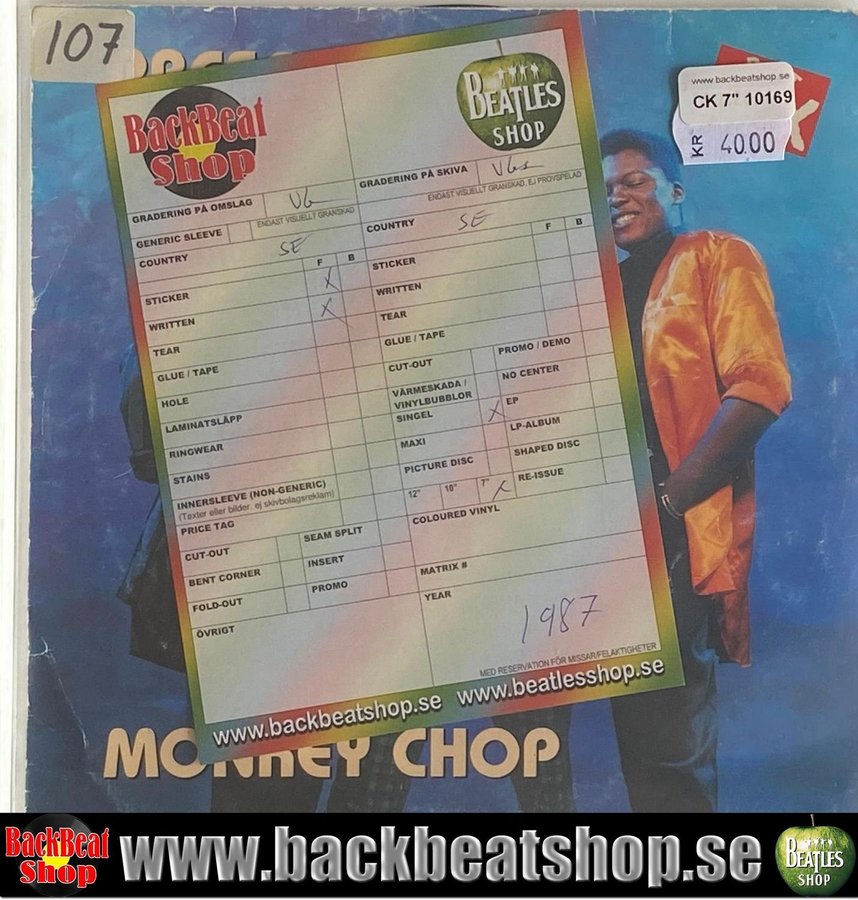 107
www.backbeatshop.se
CK 7" 10169
KR 4000
BackBeat
Shop
BEATLES
SHOP
GRADERING PÅ OMSLAG VG
ENDAST VISUELLT GRANSKAD
GENERIC SLEEVE
COUNTRY SE
F B
STICKER X
WRITTEN X
TEAR
GLUE / TAPE
HOLE
LAMINATSLÄPP
RINGWEAR
STAINS
INNERSLEEVE (NON-GENERIC)
(Texter eller bilder, ej skivbolagsreklam)
PRICE TAG
CUT-OUT
SEAM SPLIT
BENT CORNER
INSERT
FOLD-OUT
PROMO
ÖVRIGT
GRADERING PÅ SKIVA
ENDAST VISUELLT GRANSKAD, EJ PROVSPELAD
COUNTRY SE
F B
STICKER
WRITTEN
TEAR
GLUE / TAPE
CUT-OUT
PROMO / DEMO
VÄRMESKADA /
VINYLBUBBLOR
NO CENTER
SINGEL X
EP
MAXI
LP-ALBUM
PICTURE DISC
SHAPED DISC
12" 10" 7" X
RE-ISSUE
COLOURED VINYL
MATRIX #
YEAR
1987
MED RESERVATION FÖR MISSAR/FELAKTIGHETER
www.backbeatshop.se www.beatlesshop.se
MONKEY CHOP
BackBeat
Shop
www.backbeatshop.se
BEATLES
SHOP